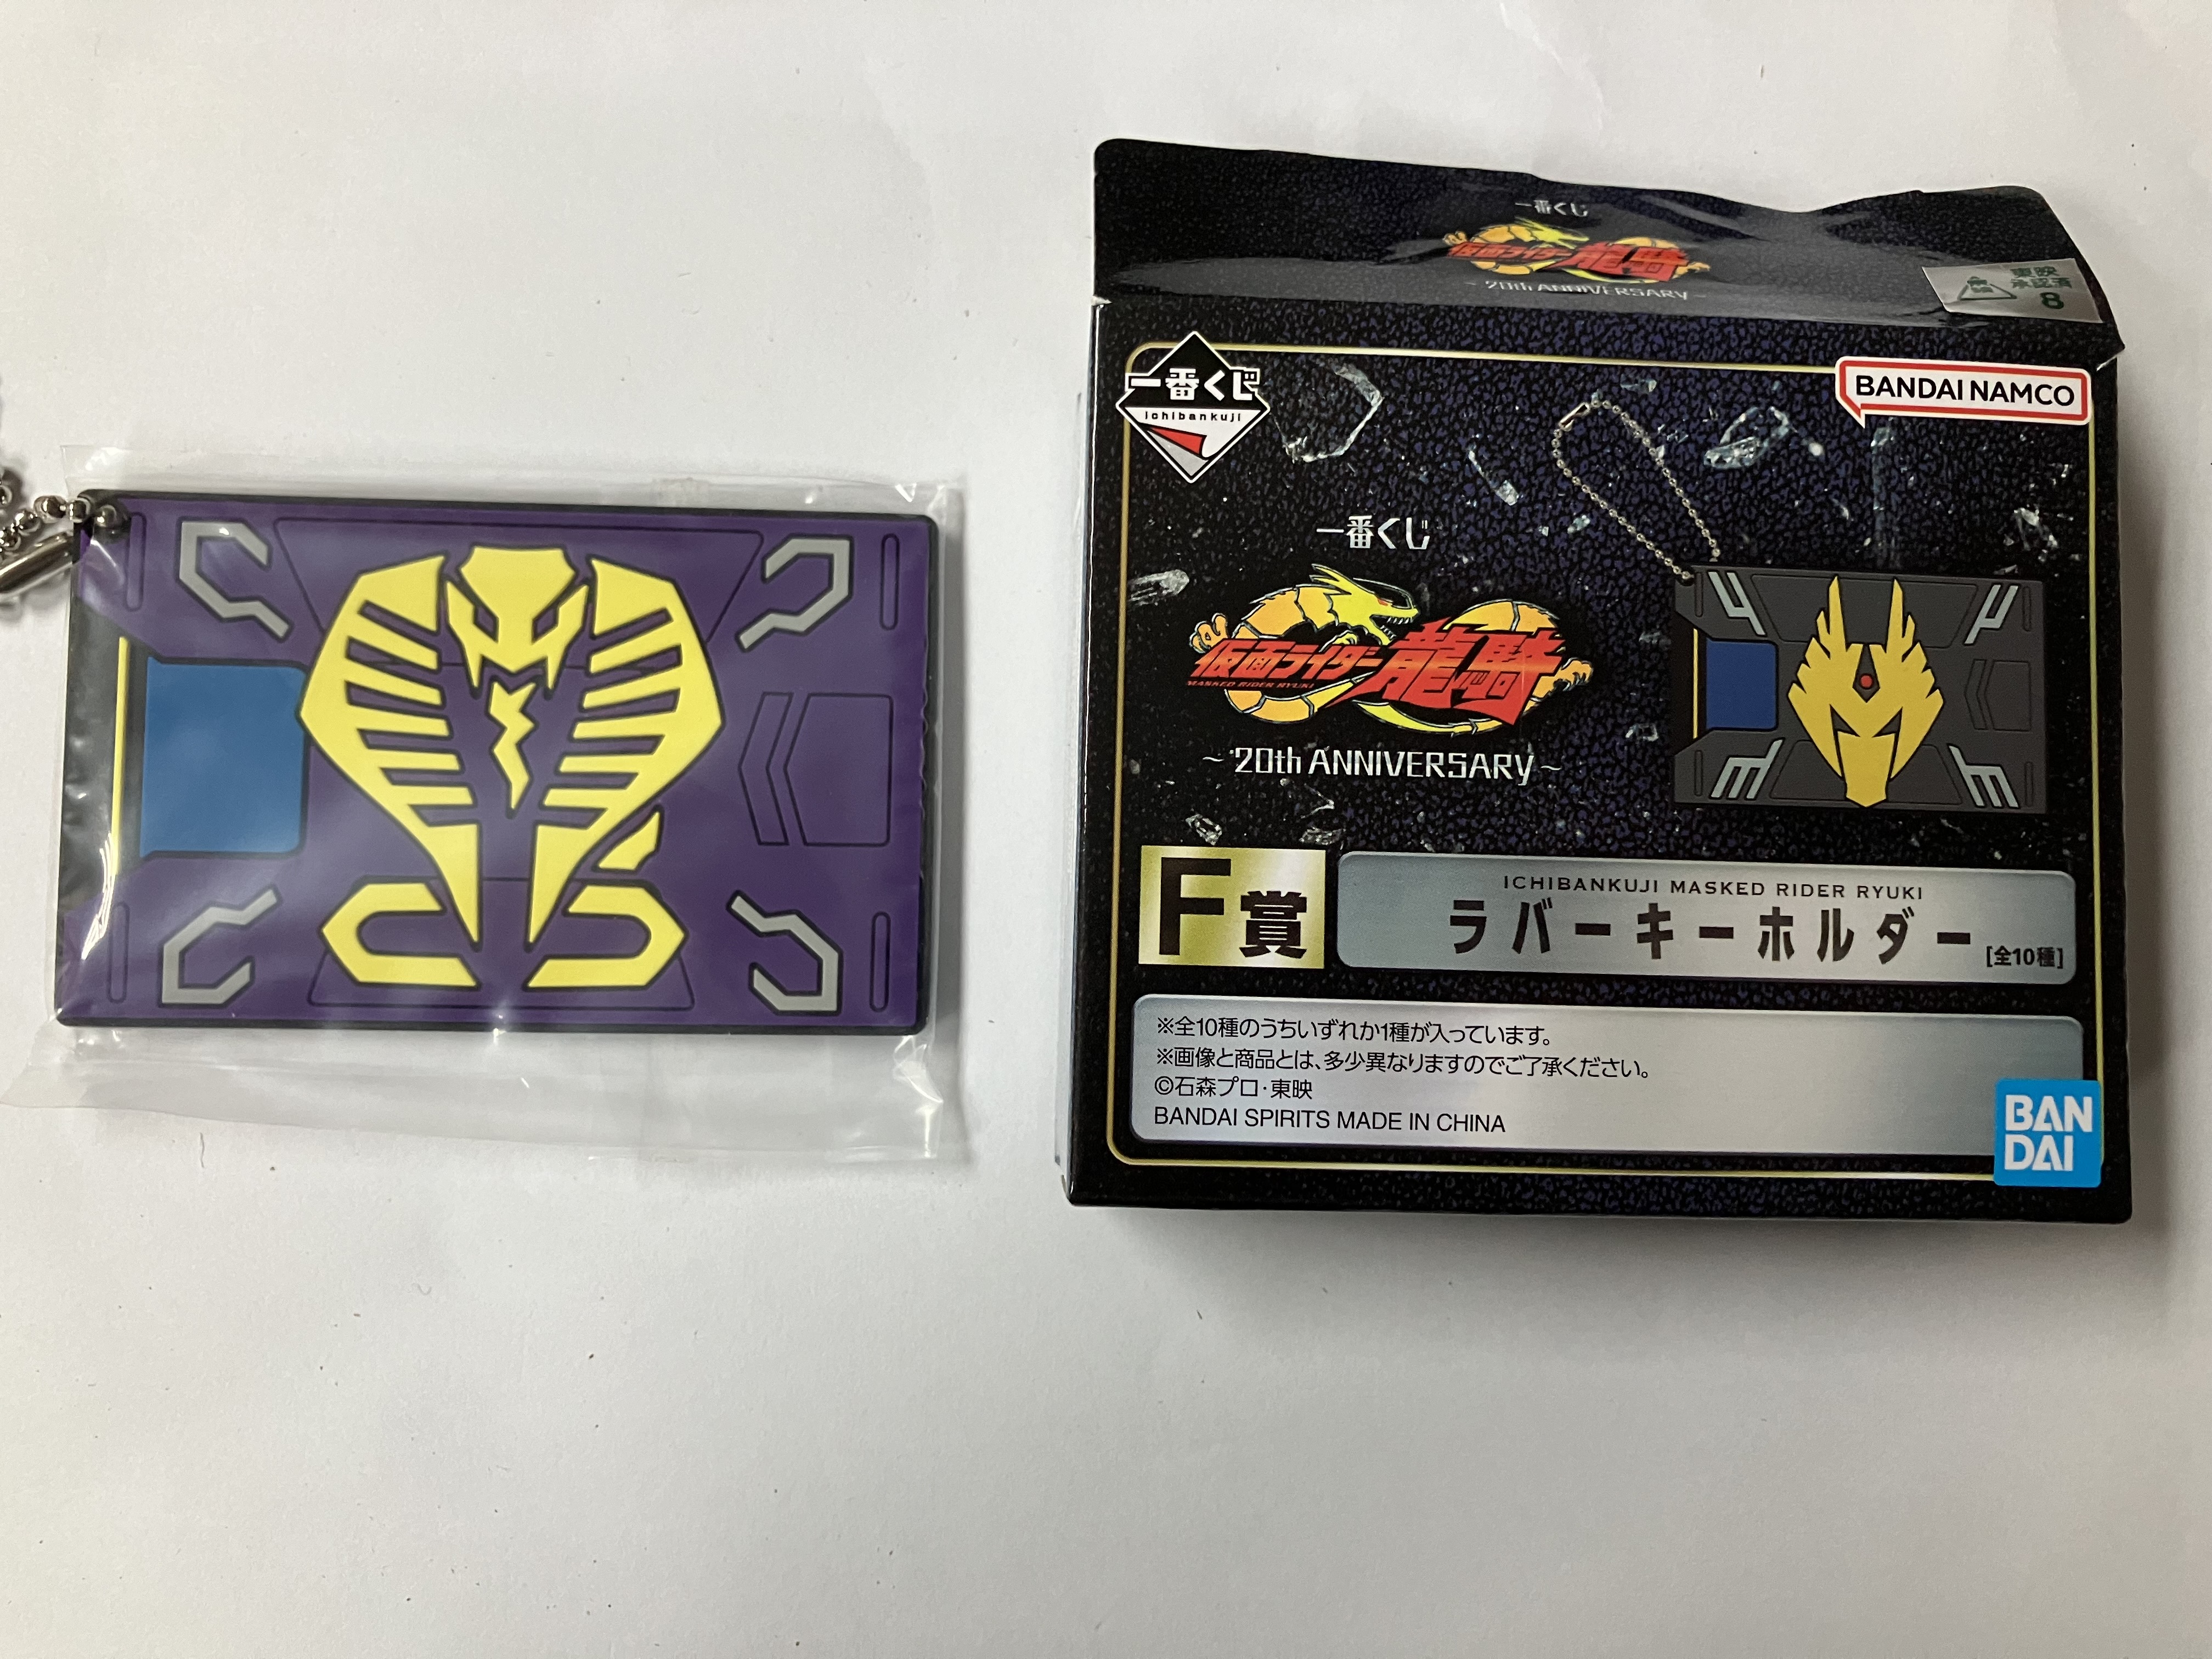 一番くじ
仮面ライダー龍騎
~ 20th ANNIVERSARY ~
東映
承認済
8
一番くじ
ichibankuji
BANDAI NAMCO
一番くじ
仮面ライダー龍騎
MASKED RIDER RYUKI
~ 20th ANNIVERSARY ~
F賞
ICHIBANKUJI MASKED RIDER RYUKI
ラバーキーホルダー [全10種]
※全10種のうちいずれか1種が入っています。
※画像と商品とは、多少異なりますのでご了承ください。
©石森プロ・東映
BANDAI SPIRITS MADE IN CHINA
BAN
DAI